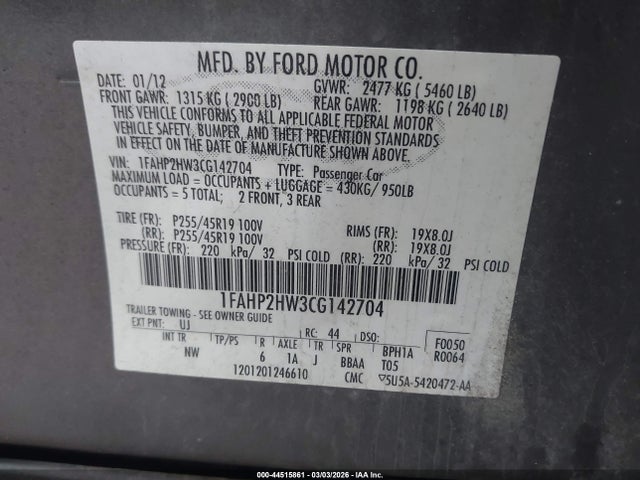 MFD. BY FORD MOTOR CO.
DATE: 01/12 GVWR: 2477 KG ( 5460 LB)
FRONT GAWR: 1315 KG ( 2900 LB) REAR GAWR: 1198 KG ( 2640 LB)
THIS VEHICLE CONFORMS TO ALL APPLICABLE FEDERAL MOTOR
VEHICLE SAFETY, BUMPER, AND THEFT PREVENTION STANDARDS
IN EFFECT ON THE DATE OF MANUFACTURE SHOWN ABOVE.
VIN: 1FAHP2HW3CG142704 TYPE: Passenger Car
MAXIMUM LOAD = OCCUPANTS + LUGGAGE = 430KG/ 950LB
OCCUPANTS = 5 TOTAL; 2 FRONT, 3 REAR
TIRE (FR): P255/45R19 100V RIMS (FR): 19X8.0J
(RR): P255/45R19 100V (RR): 19X8.0J
PRESSURE (FR): 220 kPa/ 32 PSI COLD (RR): 220 kPa/ 32 PSI COLD
1FAHP2HW3CG142704
TRAILER TOWING - SEE OWNER GUIDE
EXT PNT: UJ RC: 44 DSO: F0050
INT TR TP/PS R AXLE TR SPR BPH1A R0064
NW 6 1A J BBAA T05
1201201246610 CMC 5U5A-5420472-AA
000-44515861 - 03/03/2026 - IAA Inc.